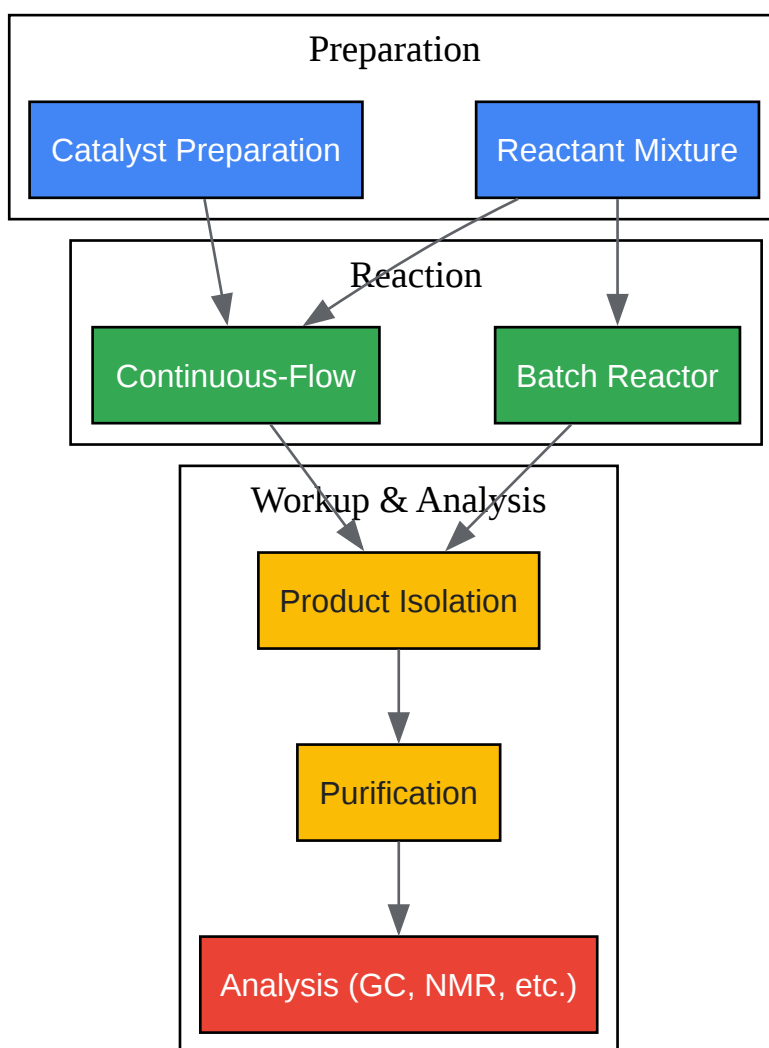 Preparation
Catalyst Preparation
Reactant Mixture
Reaction
Continuous-Flow
Batch Reactor
Workup & Analysis
Product Isolation
Purification
Analysis (GC, NMR, etc.)